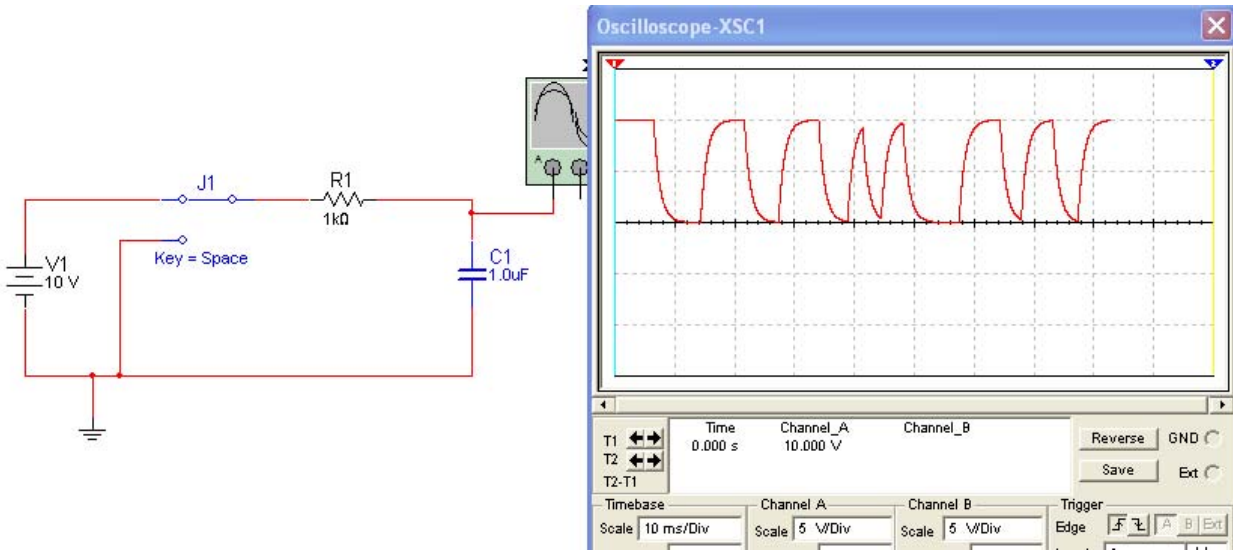 J1
R1
1kΩ
Key = Space
V1
10 V
C1
1.0uF
A
Oscilloscope-XSC1
1
2
Time Channel_A Channel_B
T1 0.000 s 10.000 V
T2
T2-T1
Reverse GND
Save Ext
Timebase Channel A Channel B Trigger
Scale 10 ms/Div Scale 5 V/Div Scale 5 V/Div Edge A B Ext